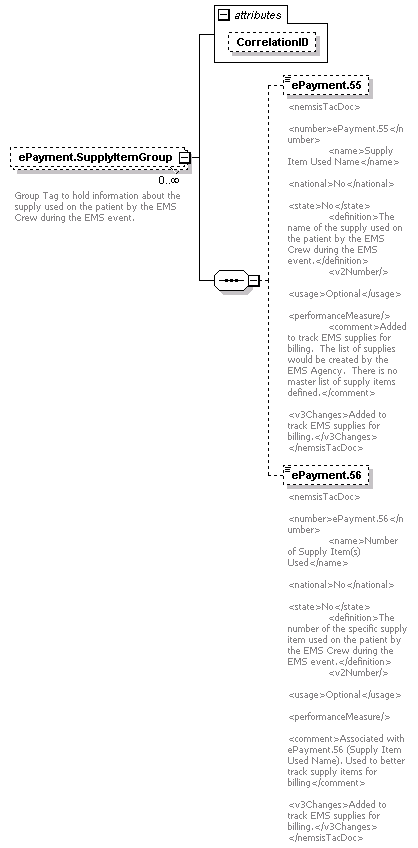 attributes
CorrelationID
ePayment.SupplyItemGroup
0..∞
Group Tag to hold information about the
supply used on the patient by the EMS
Crew during the EMS event.
ePayment.55
<nemsisTacDoc>
<number>ePayment.55</n
umber>
<name>Supply
Item Used Name</name>
<national>No</national>
<state>No</state>
<definition>The
name of the supply used on
the patient by the EMS
Crew during the EMS
event.</definition>
<v2Number/>
<usage>Optional</usage>
<performanceMeasure/>
<comment>Added
to track EMS supplies for
billing.  The list of supplies
would be created by the
EMS Agency.  There is no
master list of supply items
defined.</comment>
<v3Changes>Added to
track EMS supplies for
billing.</v3Changes>
</nemsisTacDoc>
ePayment.56
<nemsisTacDoc>
<number>ePayment.56</n
umber>
<name>Number
of Supply Item(s)
Used</name>
<national>No</national>
<state>No</state>
<definition>The
number of the specific supply
item used on the patient by
the EMS Crew during the
EMS event.</definition>
<v2Number/>
<usage>Optional</usage>
<performanceMeasure/>
<comment>Associated with
ePayment.56 (Supply Item
Used Name). Used to better
track supply items for
billing</comment>
<v3Changes>Added to
track EMS supplies for
billing.</v3Changes>
</nemsisTacDoc>